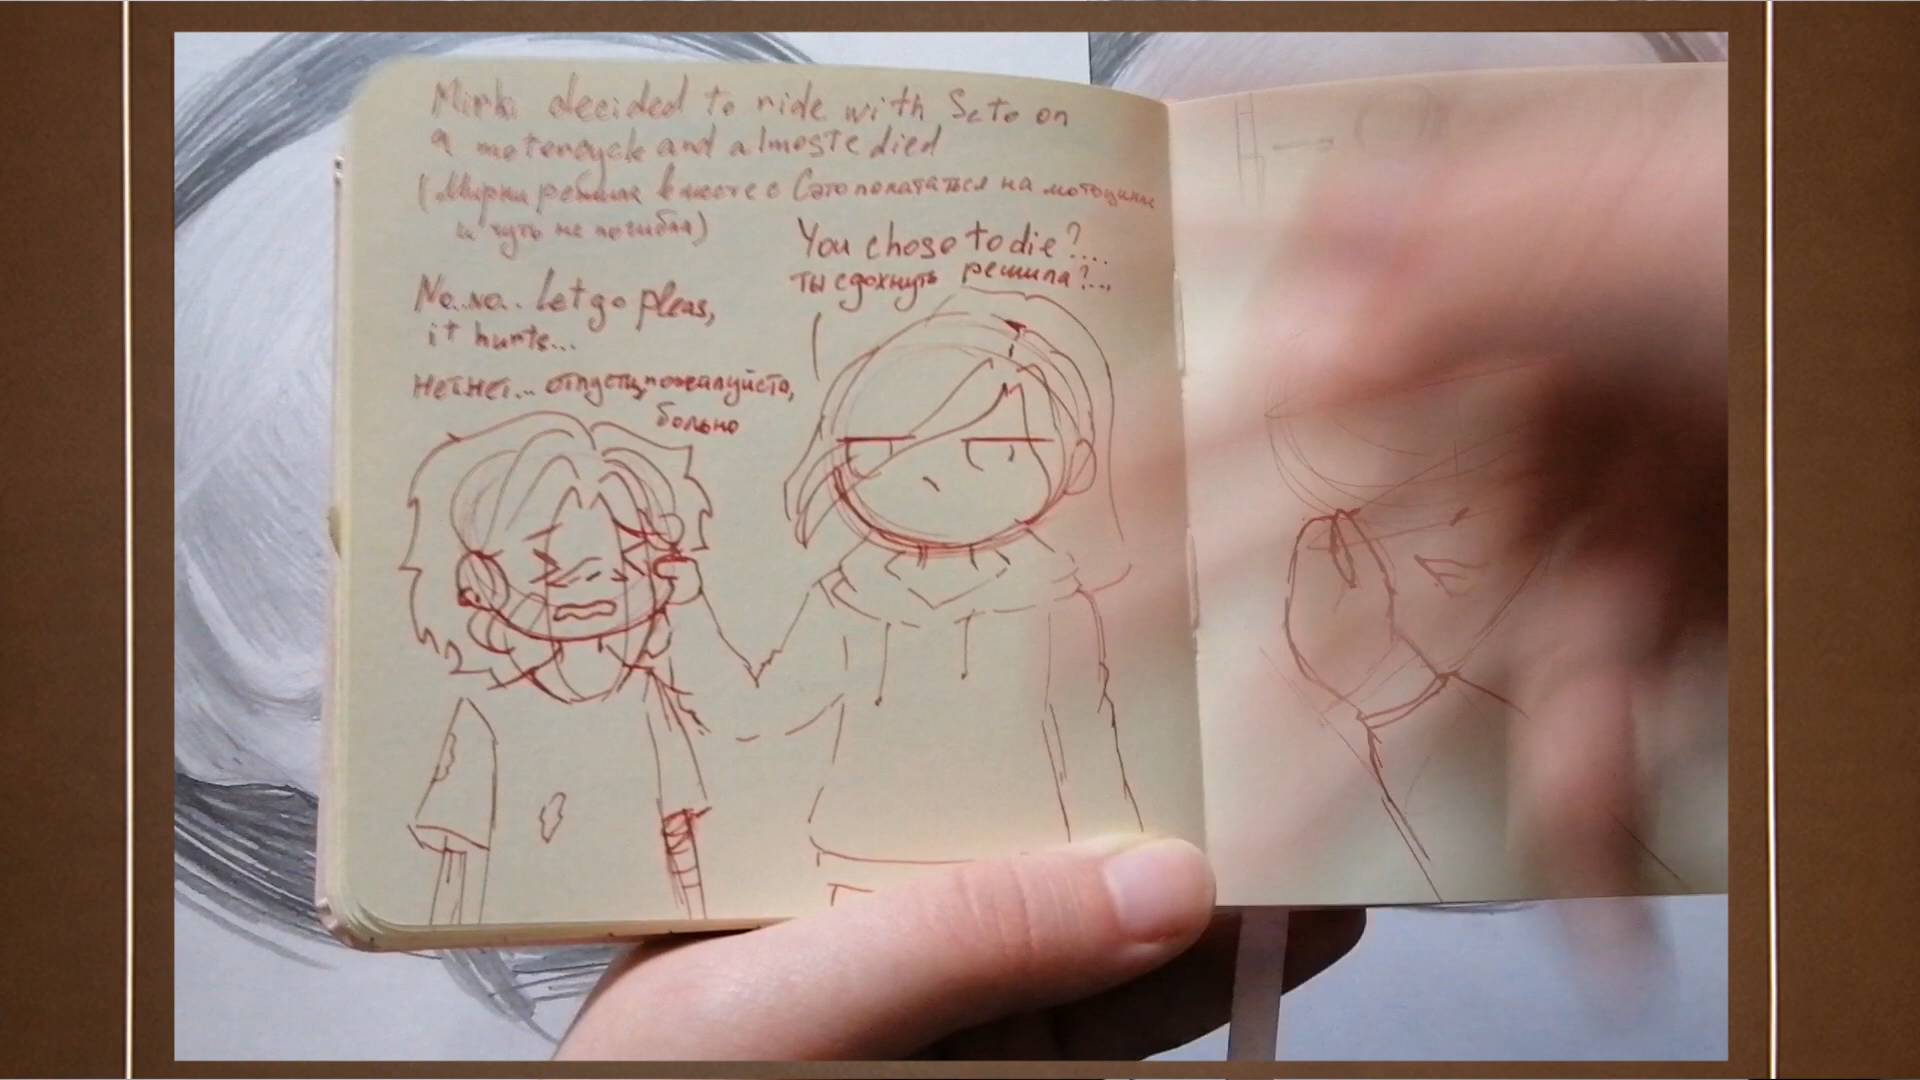 Mirki decided to ride with Seto on
a motorcycle and almoste died
(Мирки решила вместе с Сэто покататься на мотоцикле
и чуть не погибла)
You chose to die?....
ты сдохнуть решила?...
No..no.. Let go pleas,
it hurts...
Нет.нет... отпусти, пожалуйста,
больно